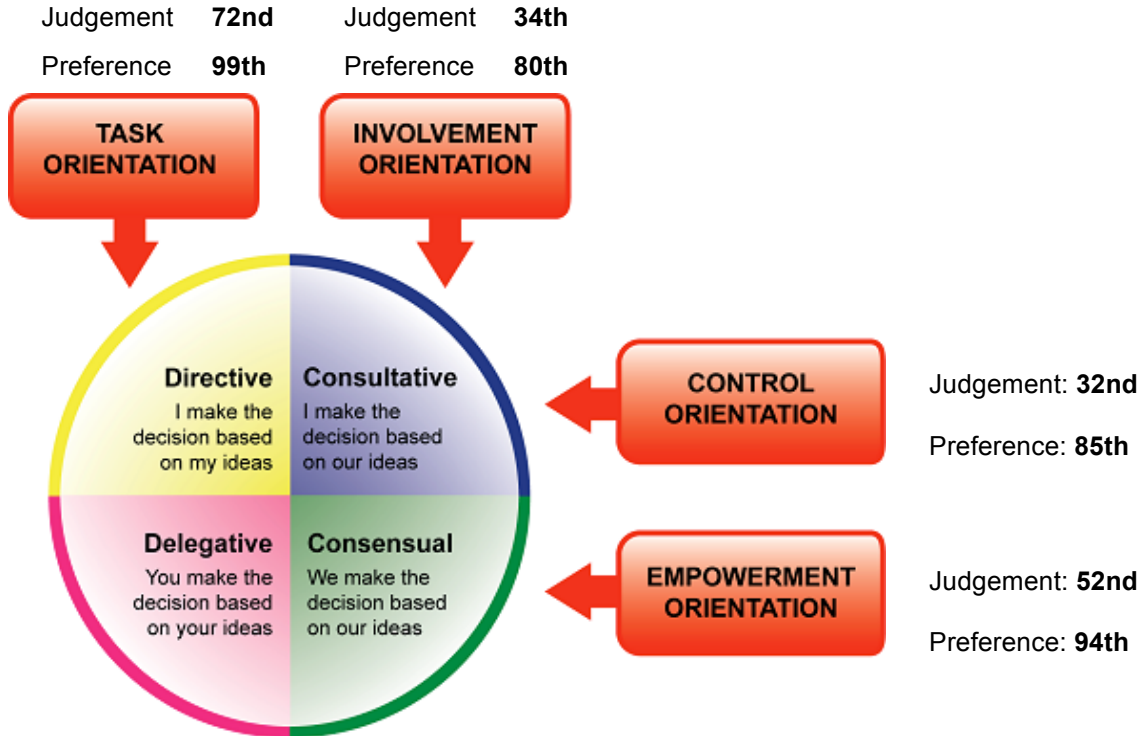 Judgement 72nd Judgement 34th
Preference 99th Preference 80th
TASK
ORIENTATION
INVOLVEMENT
ORIENTATION
Directive
I make the
decision based
on my ideas
Consultative
I make the
decision based
on our ideas
CONTROL
ORIENTATION
Judgement: 32nd
Preference: 85th
Delegative
You make the
decision based
on your ideas
Consensual
We make the
decision based
on our ideas
EMPOWERMENT
ORIENTATION
Judgement: 52nd
Preference: 94th